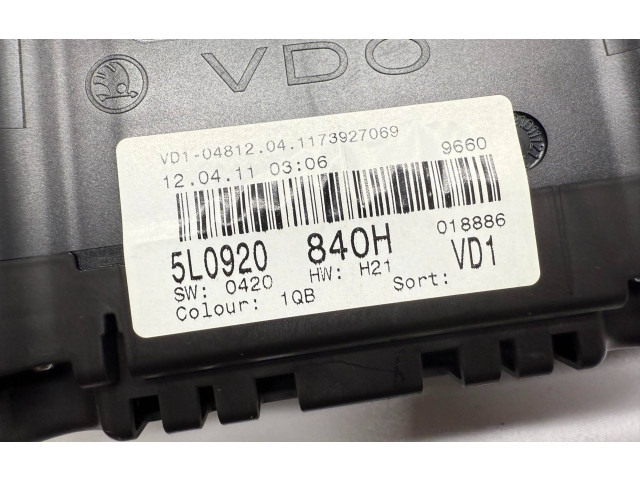 VDO
VD1-04812.04.1173927069
12.04.11 03:06 9660
018886
5L0920 840H VD1
SW: 0420 HW: H21 Sort:
Colour: 1QB